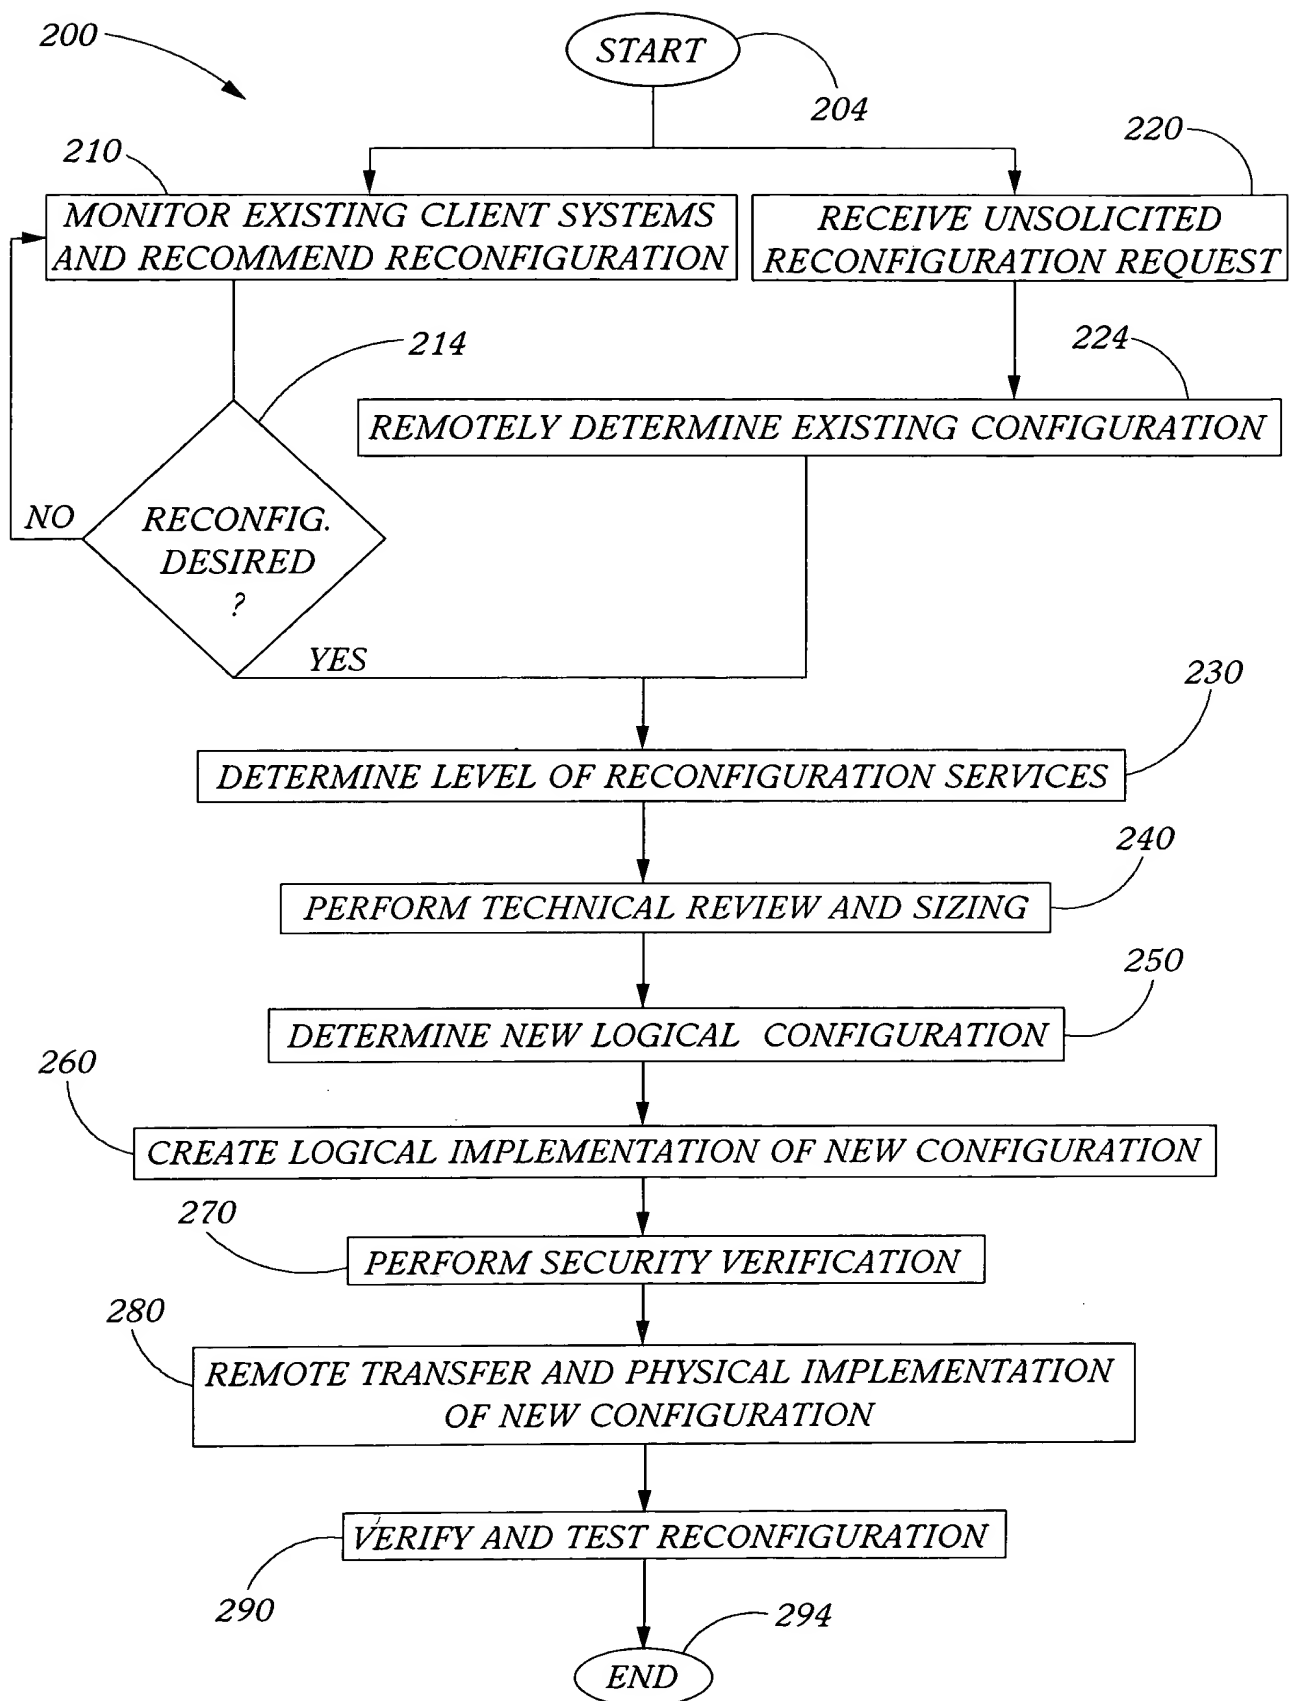 200
START
204
210
220
MONITOR EXISTING CLIENT SYSTEMS
AND RECOMMEND RECONFIGURATION
RECEIVE UNSOLICITED
RECONFIGURATION REQUEST
214
224
REMOTELY DETERMINE EXISTING CONFIGURATION
NO
RECONFIG.
DESIRED
?
YES
230
DETERMINE LEVEL OF RECONFIGURATION SERVICES
240
PERFORM TECHNICAL REVIEW AND SIZING
250
DETERMINE NEW LOGICAL CONFIGURATION
260
CREATE LOGICAL IMPLEMENTATION OF NEW CONFIGURATION
270
PERFORM SECURITY VERIFICATION
280
REMOTE TRANSFER AND PHYSICAL IMPLEMENTATION
OF NEW CONFIGURATION
VERIFY AND TEST RECONFIGURATION
290
294
END